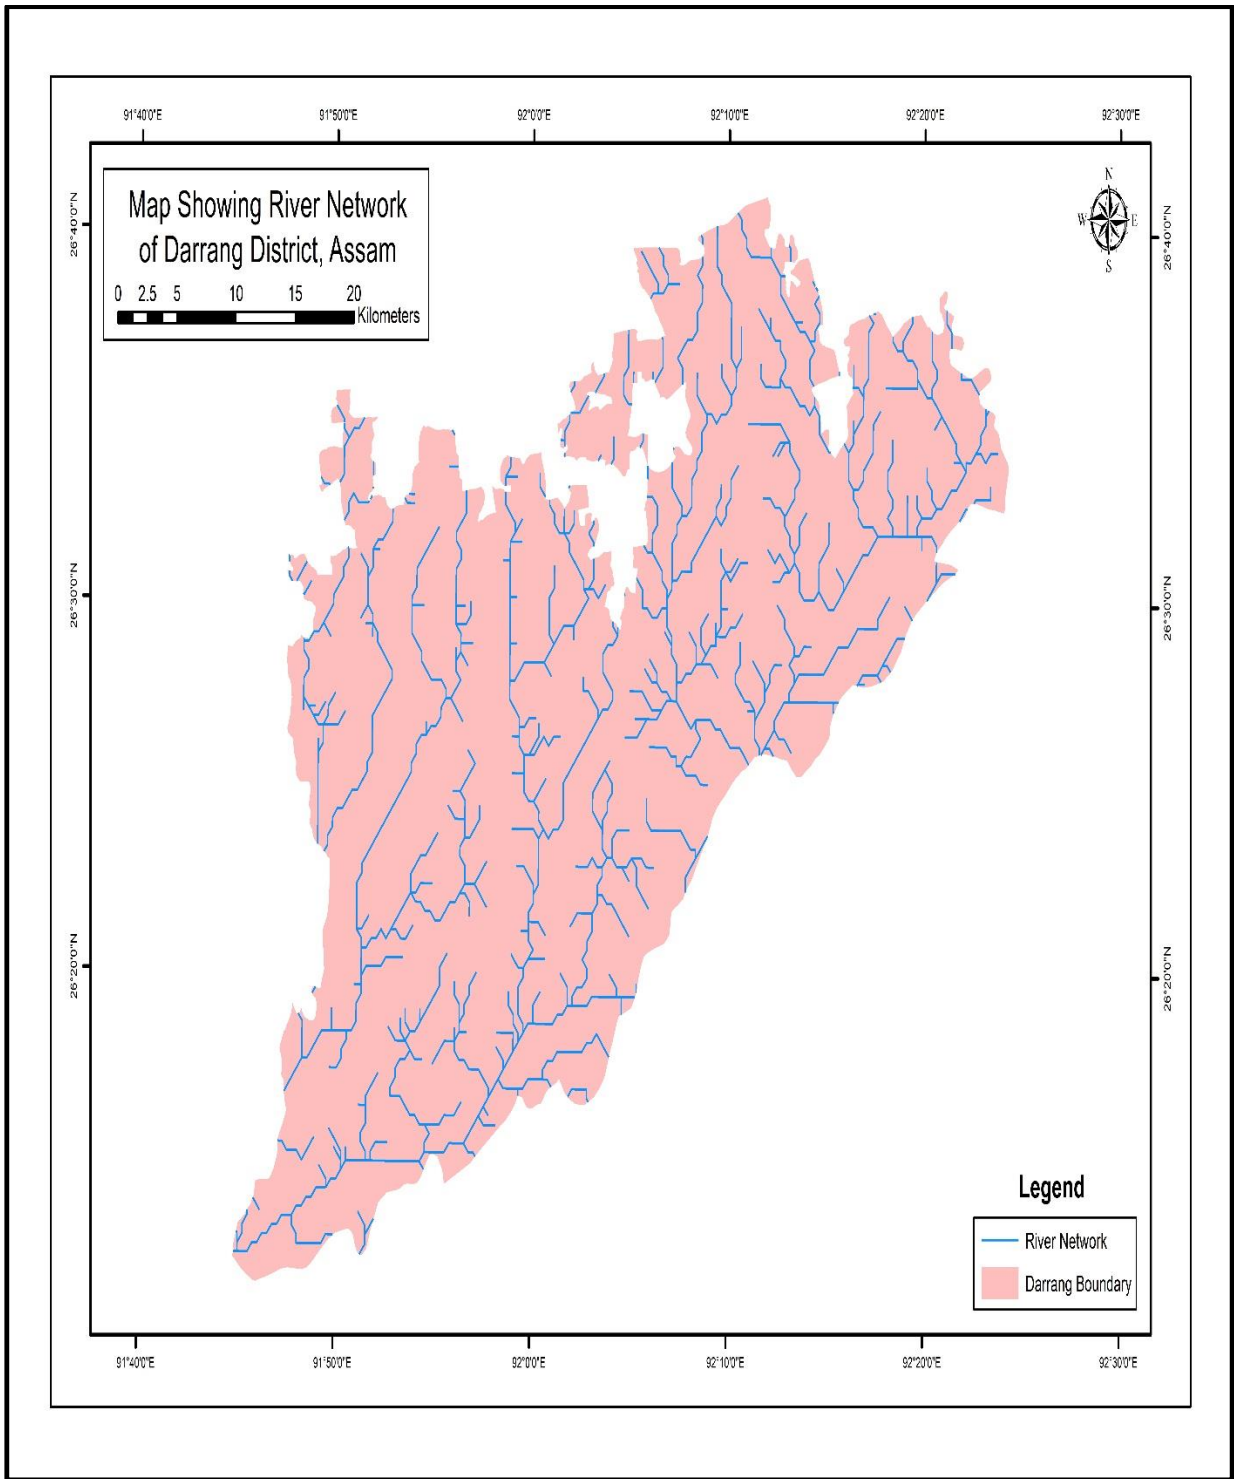 91°40'0"E 91°50'0"E 92°0'0"E 92°10'0"E 92°20'0"E 92°30'0"E
Map Showing River Network
of Darrang District, Assam
0 2.5 5 10 15 20
Kilometers
N
W E
S
26°40'0"N
26°40'0"N
26°30'0"N
26°30'0"N
26°20'0"N
26°20'0"N
Legend
River Network
Darrang Boundary
91°40'0"E 91°50'0"E 92°0'0"E 92°10'0"E 92°20'0"E 92°30'0"E